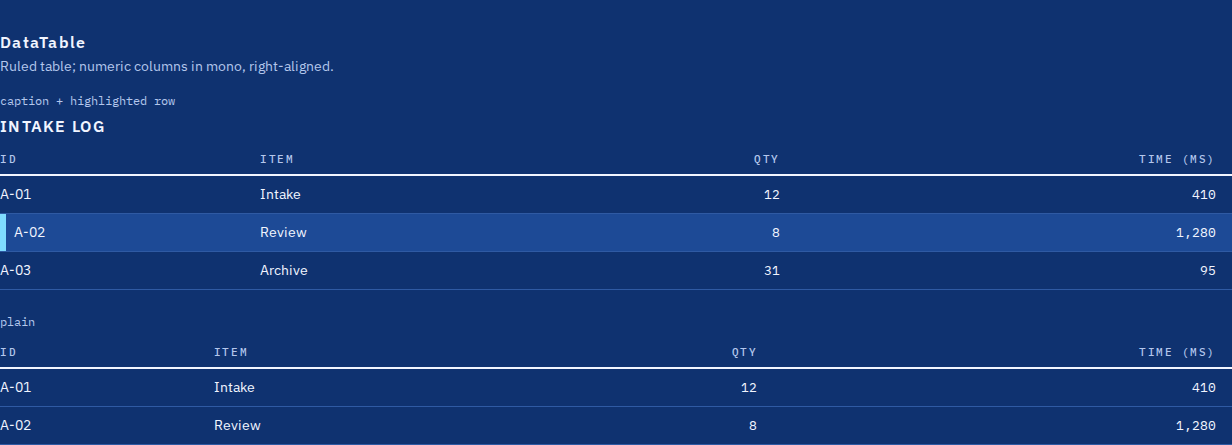 DataTable
Ruled table; numeric columns in mono, right-aligned.
caption + highlighted row
INTAKE LOG
ID ITEM QTY TIME (MS)
A-01 Intake 12 410
A-02 Review 8 1,280
A-03 Archive 31 95
plain
ID ITEM QTY TIME (MS)
A-01 Intake 12 410
A-02 Review 8 1,280